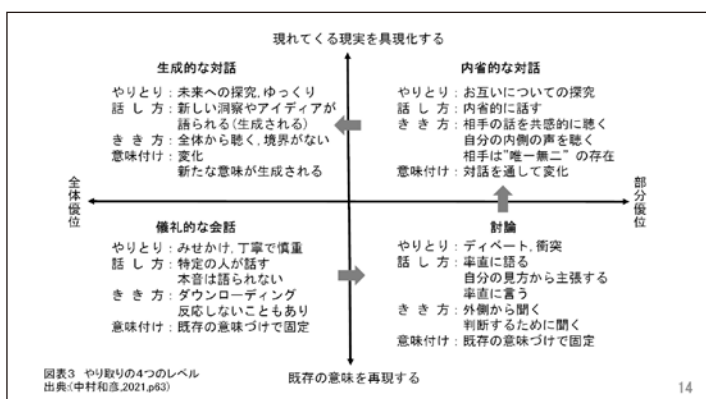 現れてくる現実を具現化する
生成的な対話
やりとり：未来への探究，ゆっくり
話し方：新しい洞察やアイディアが
語られる（生成される）
きき方：全体から聴く，境界がない
意味付け：変化
新たな意味が生成される
内省的な対話
やりとり：お互いについての探究
話し方：内省的に話す
きき方：相手の話を共感的に聴く
自分の内側の声を聴く
相手は“唯一無二”の存在
意味付け：対話を通して変化
全体優位
部分優位
儀礼的な会話
やりとり：みせかけ，丁寧で慎重
話し方：特定の人が話す
本音は語られない
きき方：ダウンローディング
反応しないこともあり
意味付け：既存の意味づけで固定
討論
やりとり：ディベート，衝突
話し方：率直に語る
自分の見方から主張する
率直に言う
きき方：外側から聞く
判断するために聞く
意味付け：既存の意味づけで固定
図表3　やり取りの4つのレベル
出典：(中村和彦,2021,p63)
既存の意味を再現する
14